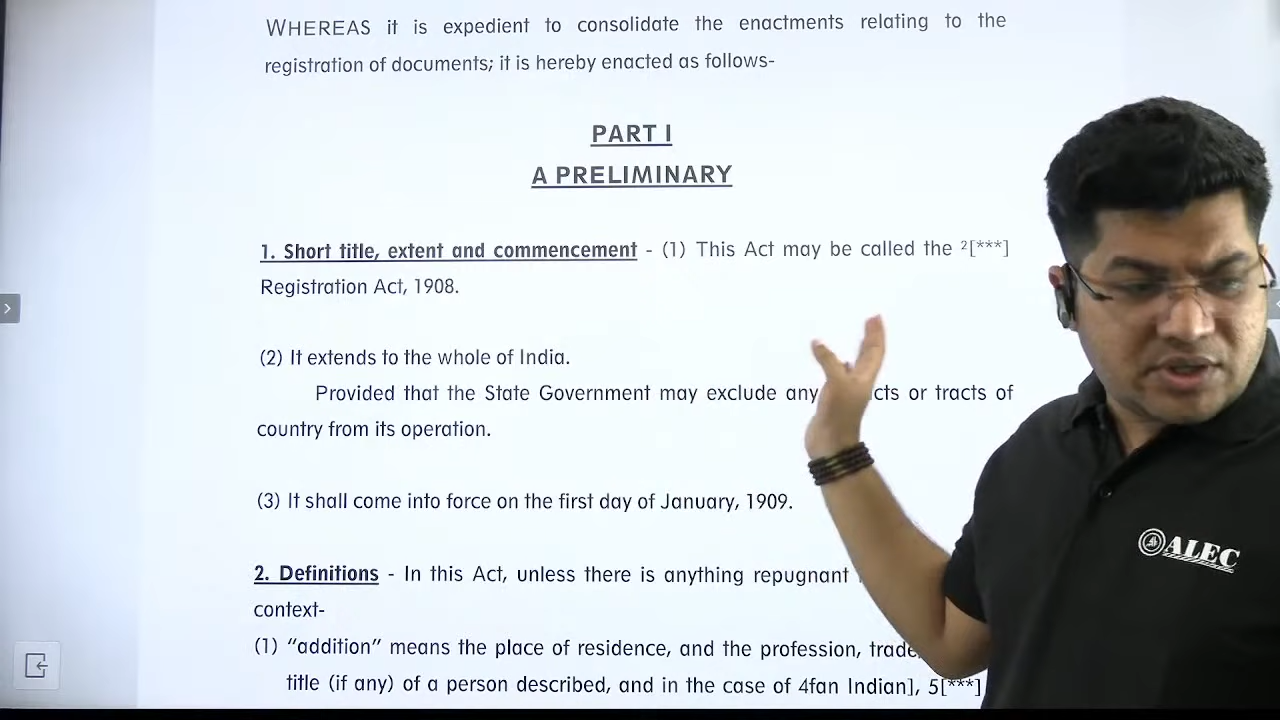 WHEREAS it is expedient to consolidate the enactments relating to the
registration of documents; it is hereby enacted as follows-
PART I
A PRELIMINARY
1. Short title, extent and commencement - (1) This Act may be called the ²[***]
Registration Act, 1908.
(2) It extends to the whole of India.
Provided that the State Government may exclude any cts or tracts of
country from its operation.
(3) It shall come into force on the first day of January, 1909.
2. Definitions - In this Act, unless there is anything repugnant
context-
(1) “addition” means the place of residence, and the profession, trade
title (if any) of a person described, and in the case of 4fan Indian], 5[***]
ALEC